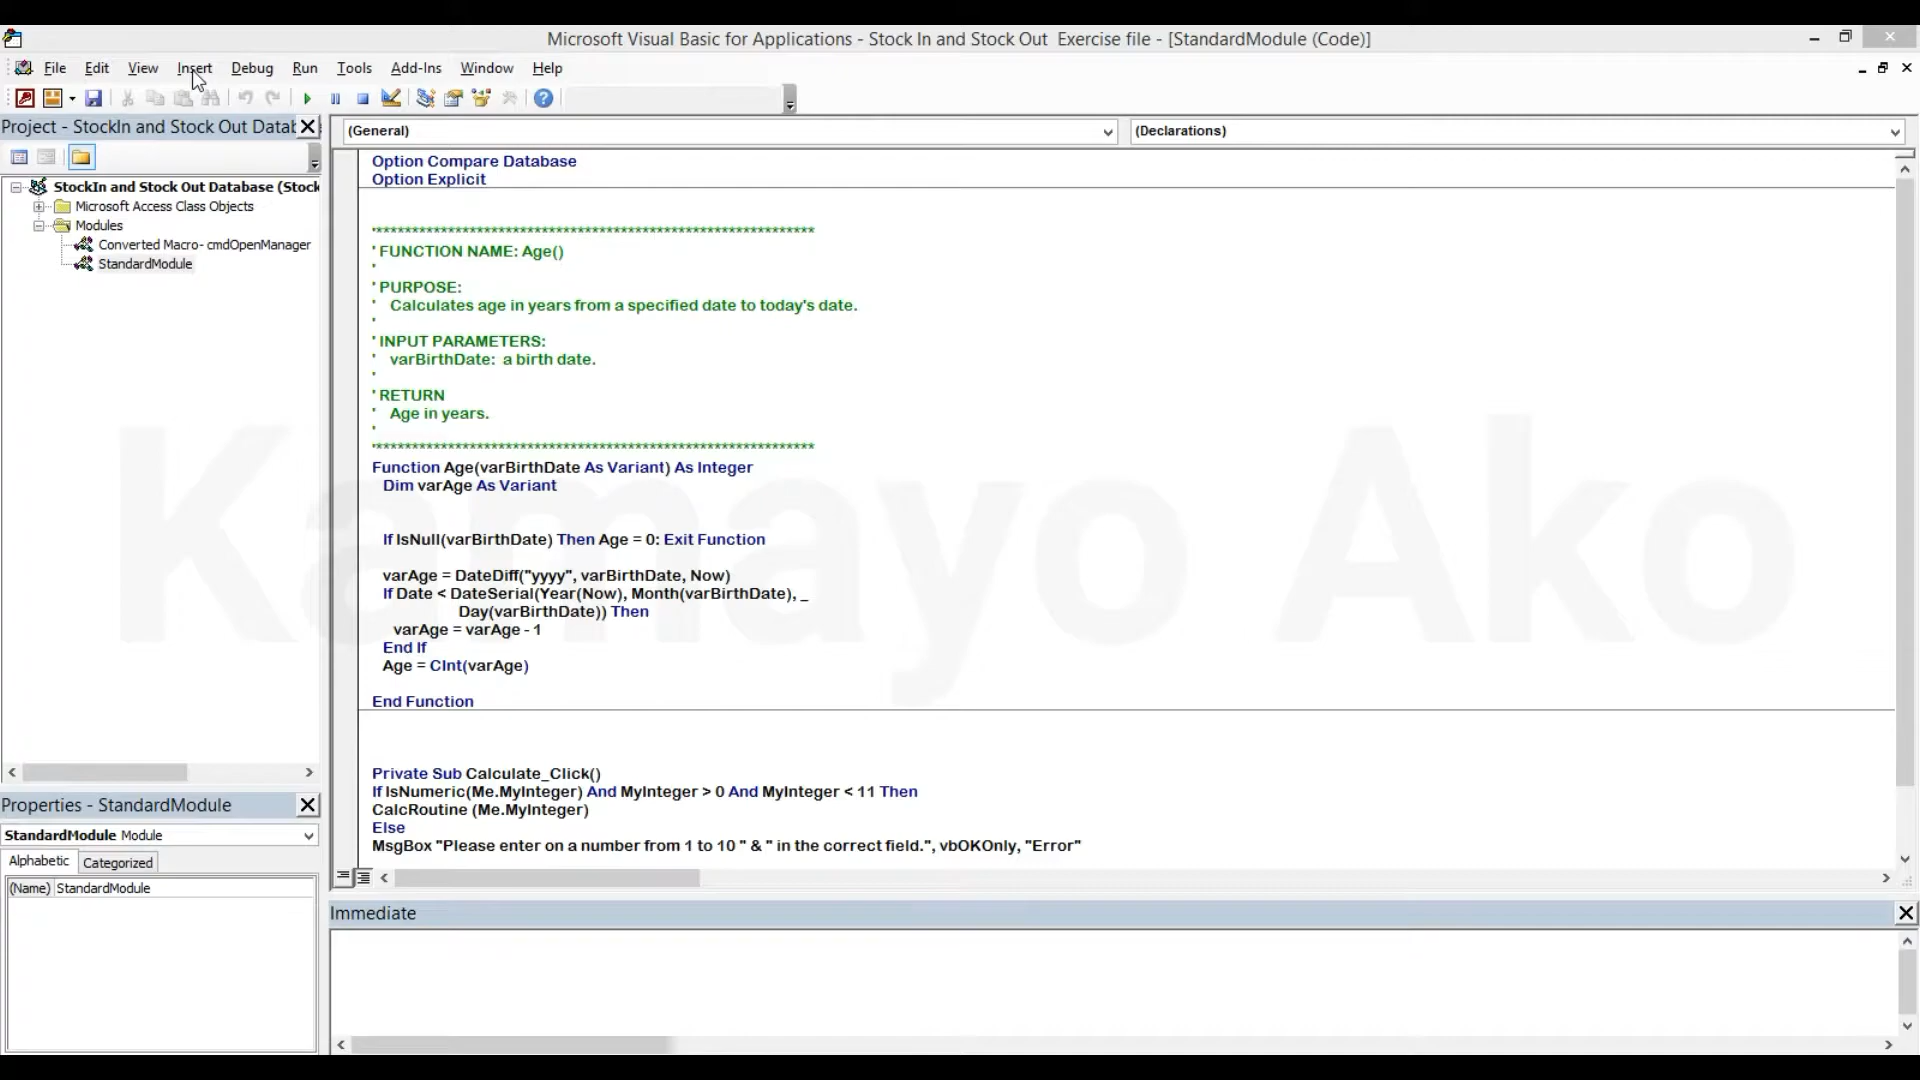 Microsoft Visual Basic for Applications - Stock In and Stock Out  Exercise file - [StandardModule (Code)]
File Edit View Insert Debug Run Tools Add-Ins Window Help
Project - StockIn and Stock Out Datab
(General)
(Declarations)
StockIn and Stock Out Database (Stock
Microsoft Access Class Objects
Modules
Converted Macro- cmdOpenManager
StandardModule
Option Compare Database
Option Explicit
'*************************************************************
' FUNCTION NAME: Age()
'
' PURPOSE:
'   Calculates age in years from a specified date to today's date.
'
' INPUT PARAMETERS:
'   varBirthDate:  a birth date.
'
' RETURN
'   Age in years.
'
'*************************************************************
Function Age(varBirthDate As Variant) As Integer
Dim varAge As Variant
If IsNull(varBirthDate) Then Age = 0: Exit Function
varAge = DateDiff("yyyy", varBirthDate, Now)
If Date < DateSerial(Year(Now), Month(varBirthDate), _
Day(varBirthDate)) Then
varAge = varAge - 1
End If
Age = CInt(varAge)
End Function
Private Sub Calculate_Click()
If IsNumeric(Me.MyInteger) And MyInteger > 0 And MyInteger < 11 Then
CalcRoutine (Me.MyInteger)
Else
MsgBox "Please enter on a number from 1 to 10 " & " in the correct field.", vbOKOnly, "Error"
Kamayo Ako
Properties - StandardModule
StandardModule Module
Alphabetic Categorized
(Name) StandardModule
Immediate